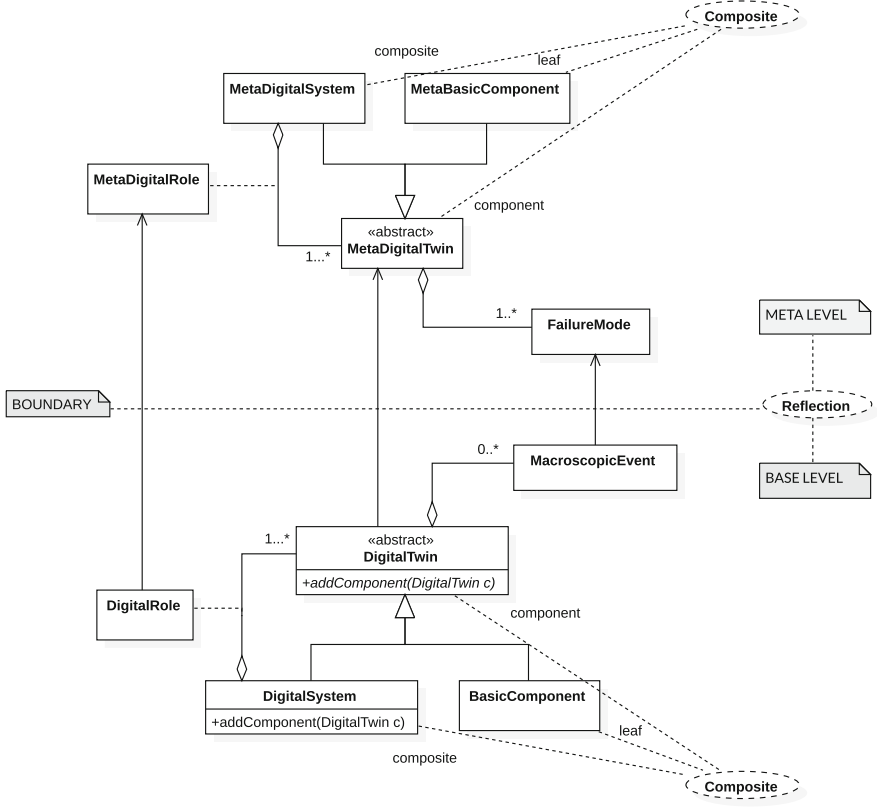 Composite
composite
leaf
MetaDigitalSystem
MetaBasicComponent
MetaDigitalRole
component
«abstract»
MetaDigitalTwin
1...*
1..*
FailureMode
META LEVEL
BOUNDARY
Reflection
0..*
MacroscopicEvent
BASE LEVEL
1...*
«abstract»
DigitalTwin
+addComponent(DigitalTwin c)
DigitalRole
component
DigitalSystem
BasicComponent
+addComponent(DigitalTwin c)
leaf
composite
Composite